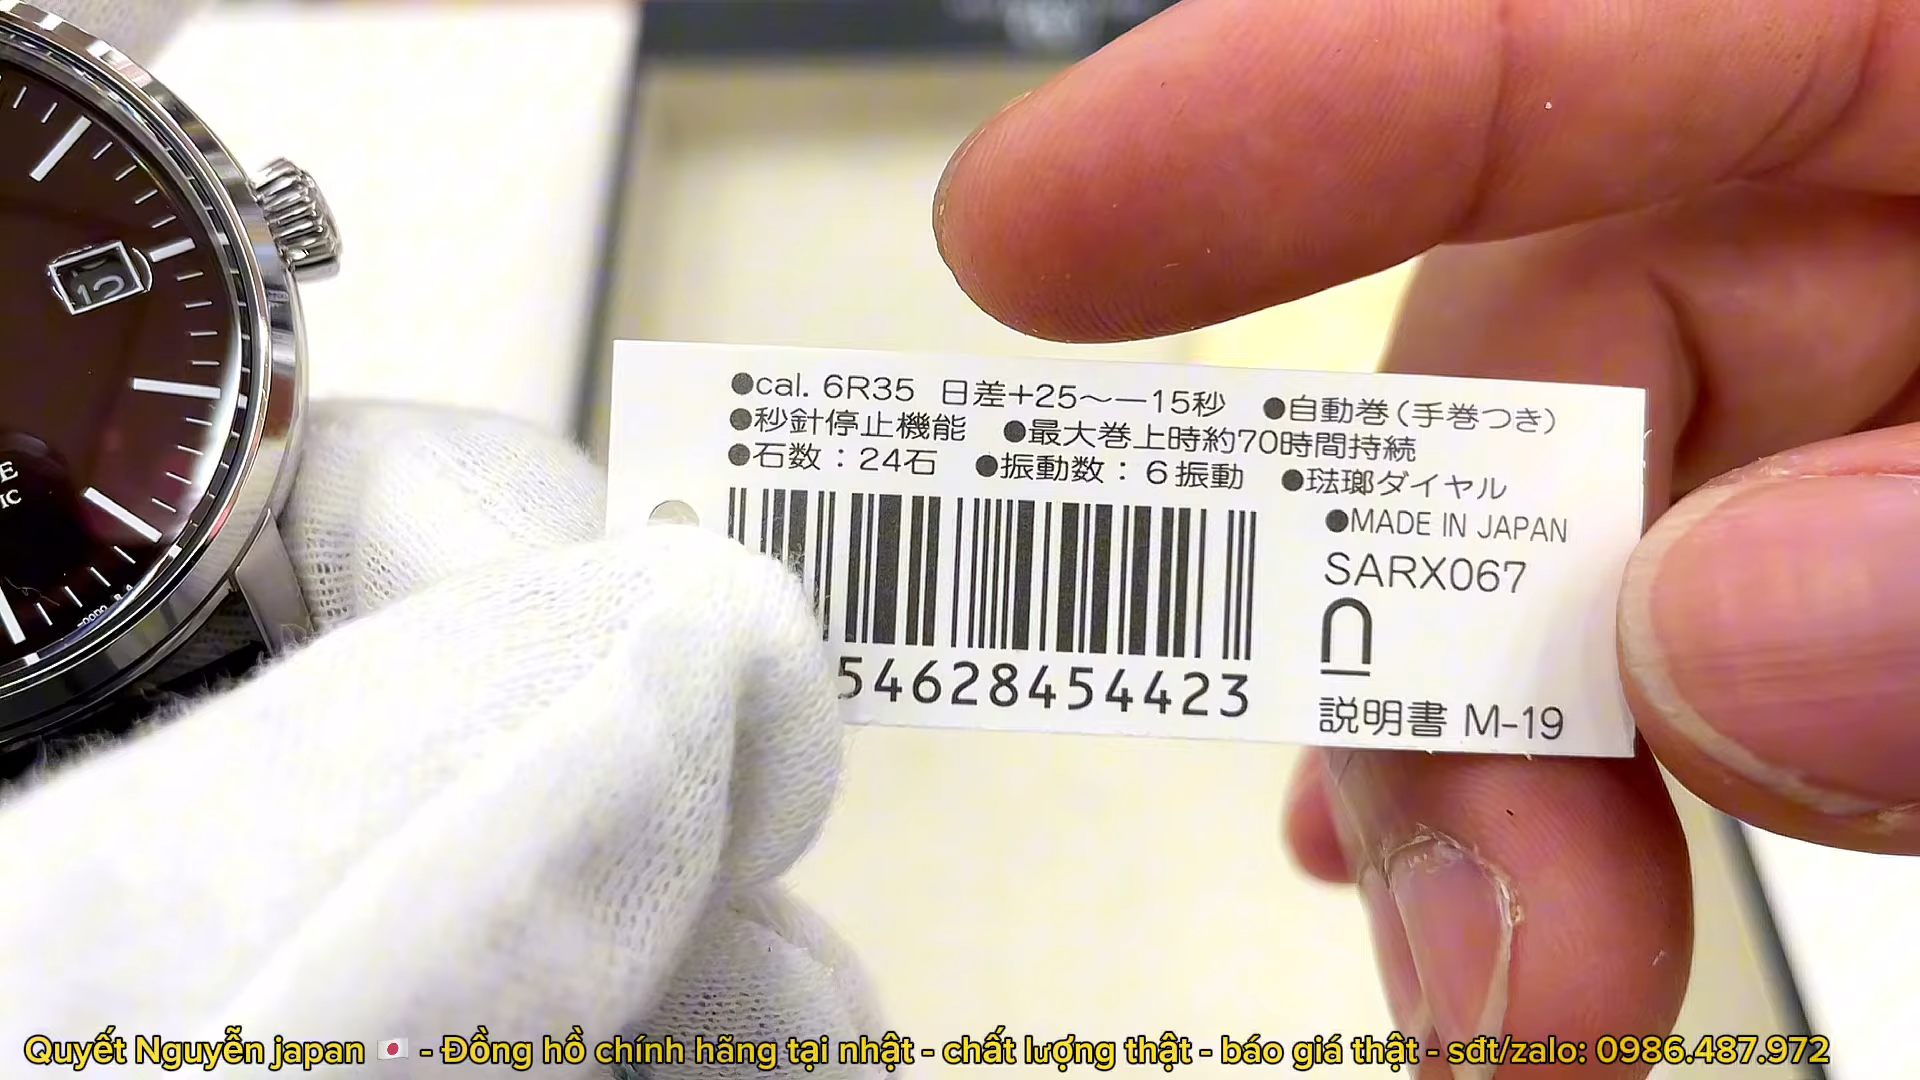 ●cal. 6R35 日差+25～−15秒 ●自動巻(手巻つき)
●秒針停止機能 ●最大巻上時約70時間持続
●石数：24石 ●振動数：6振動 ●琺瑯ダイヤル
●MADE IN JAPAN
SARX067
54628454423
説明書 M-19
Quyết Nguyễn japan 🇯🇵 - Đồng hồ chính hãng tại nhật - chất lượng thật - báo giá thật - sđt/zalo: 0986.487.972